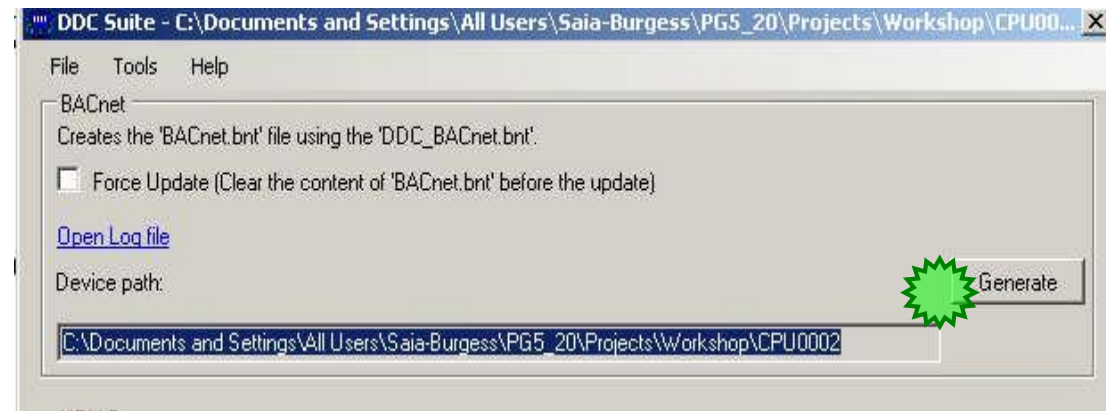 DDC Suite - C:\Documents and Settings\All Users\Saia-Burgess\PG5_20\Projects\Workshop\CPU00...
File Tools Help
BACnet
Creates the 'BACnet.bnt' file using the 'DDC_BACnet.bnt'.
Force Update (Clear the content of 'BACnet.bnt' before the update)
Open Log file
Device path:
Generate
C:\Documents and Settings\All Users\Saia-Burgess\PG5_20\Projects\Workshop\CPU0002